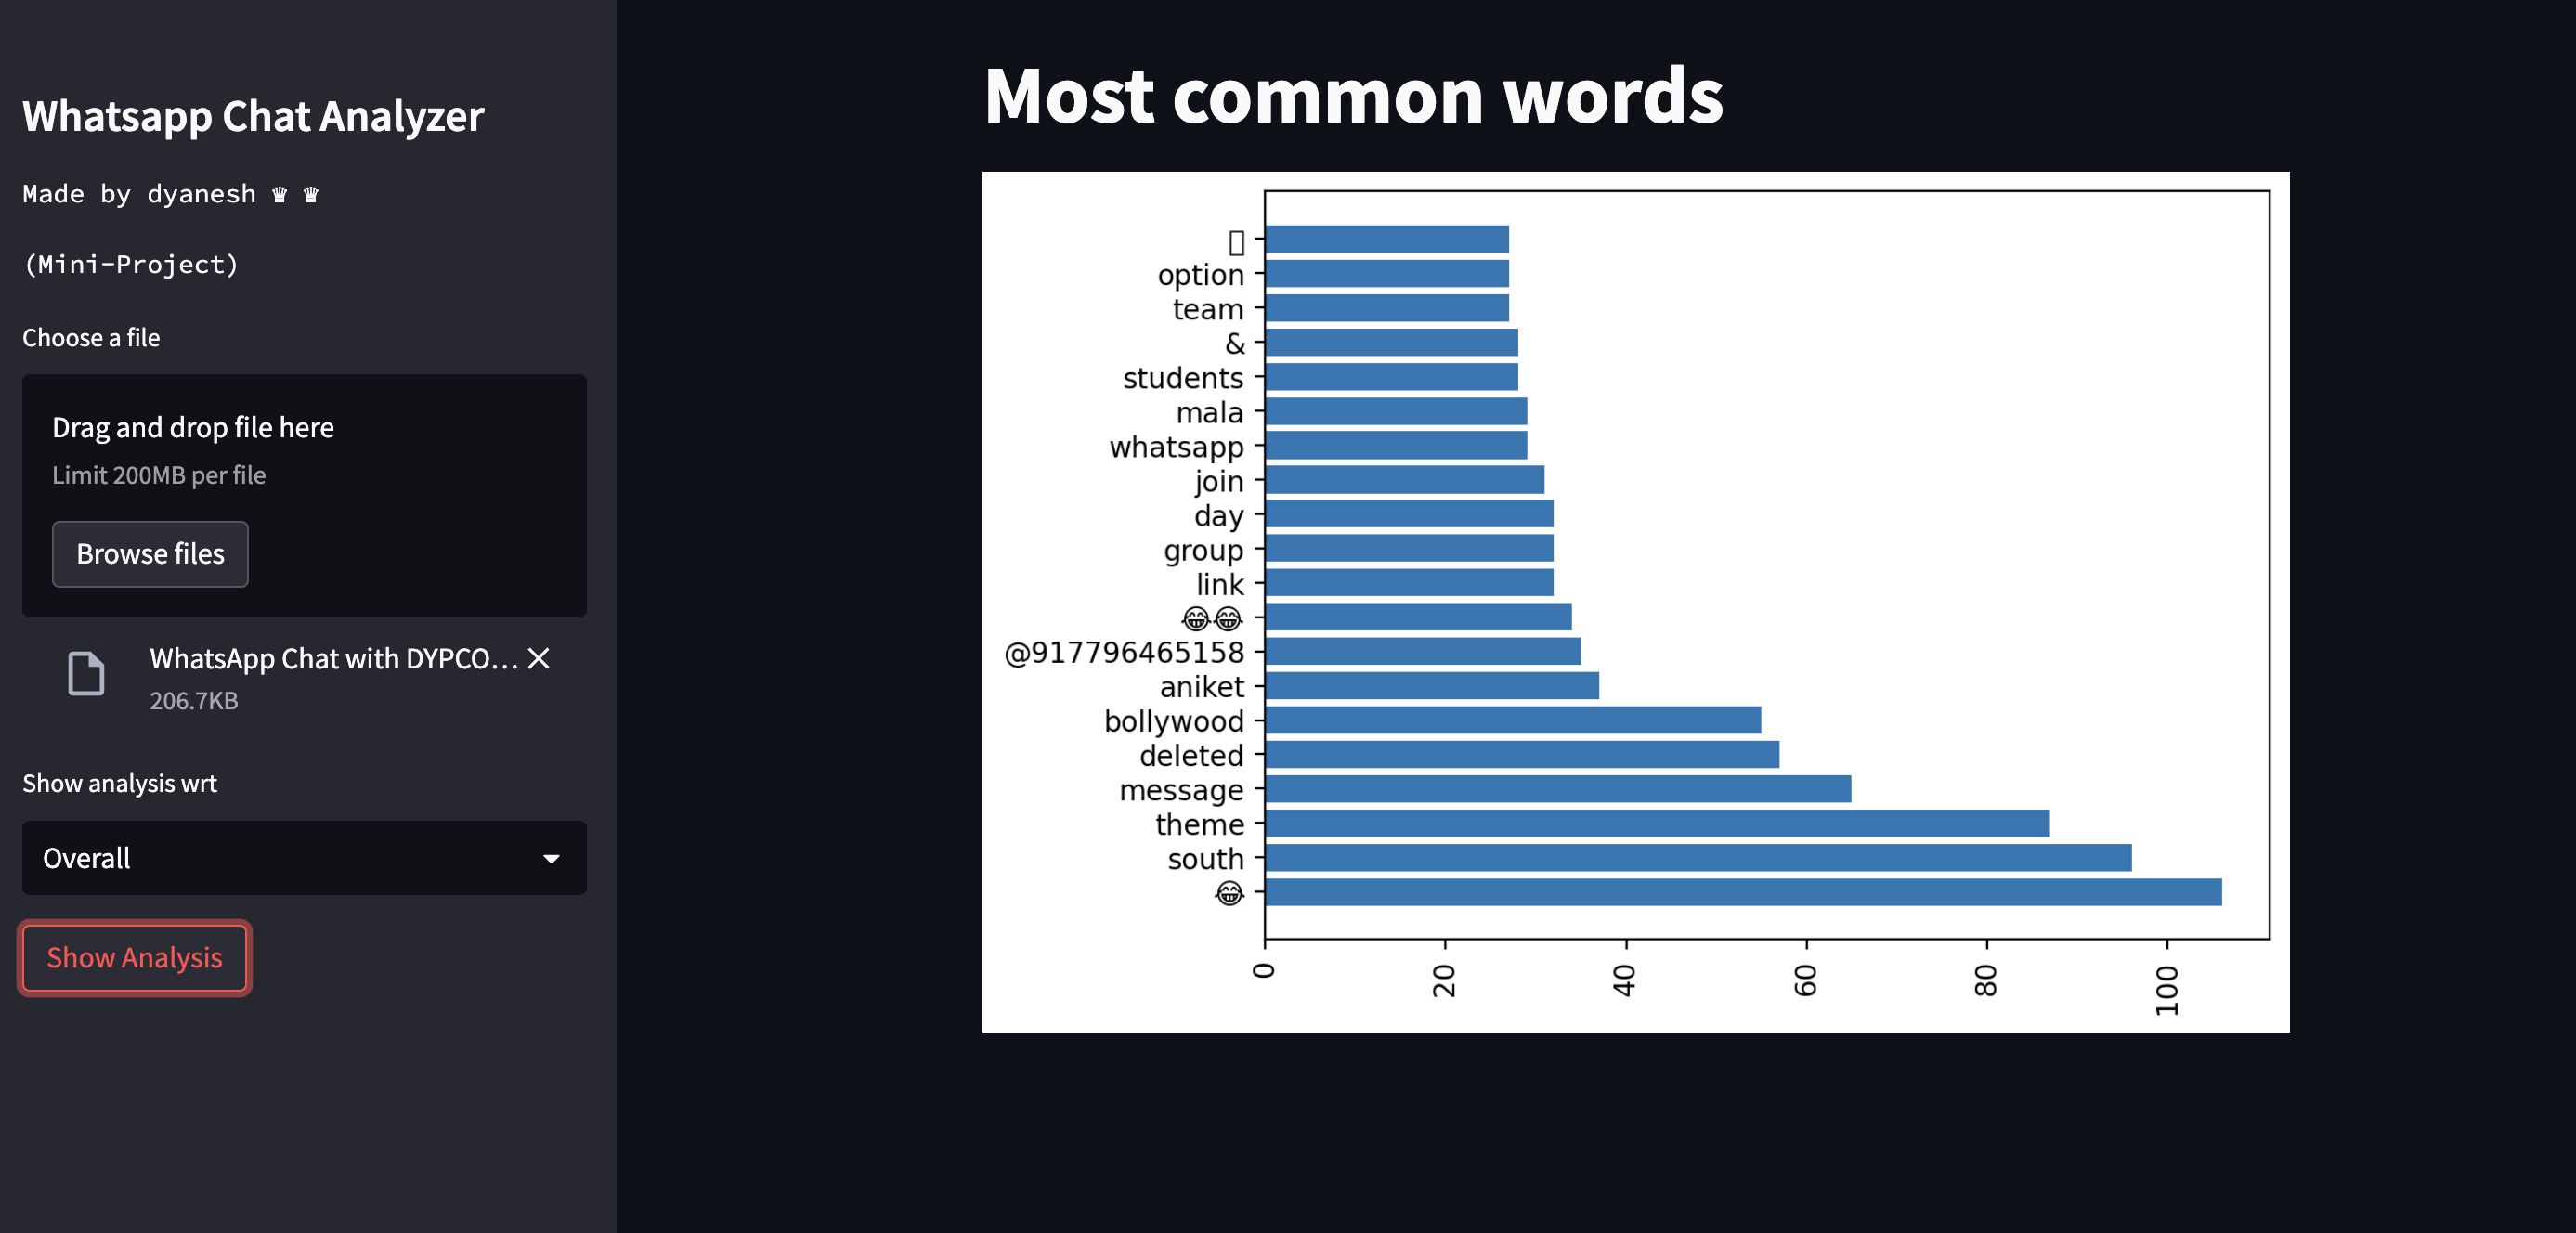 Whatsapp Chat Analyzer
Made by dyanesh ♛ ♛
(Mini-Project)
Choose a file
Drag and drop file here
Limit 200MB per file
Browse files
WhatsApp Chat with DYPCO...
206.7KB
Show analysis wrt
Overall
Show Analysis
Most common words
option
team
&
students
mala
whatsapp
join
day
group
link
😂😂
@917796465158
aniket
bollywood
deleted
message
theme
south
😂
0 20 40 60 80 100